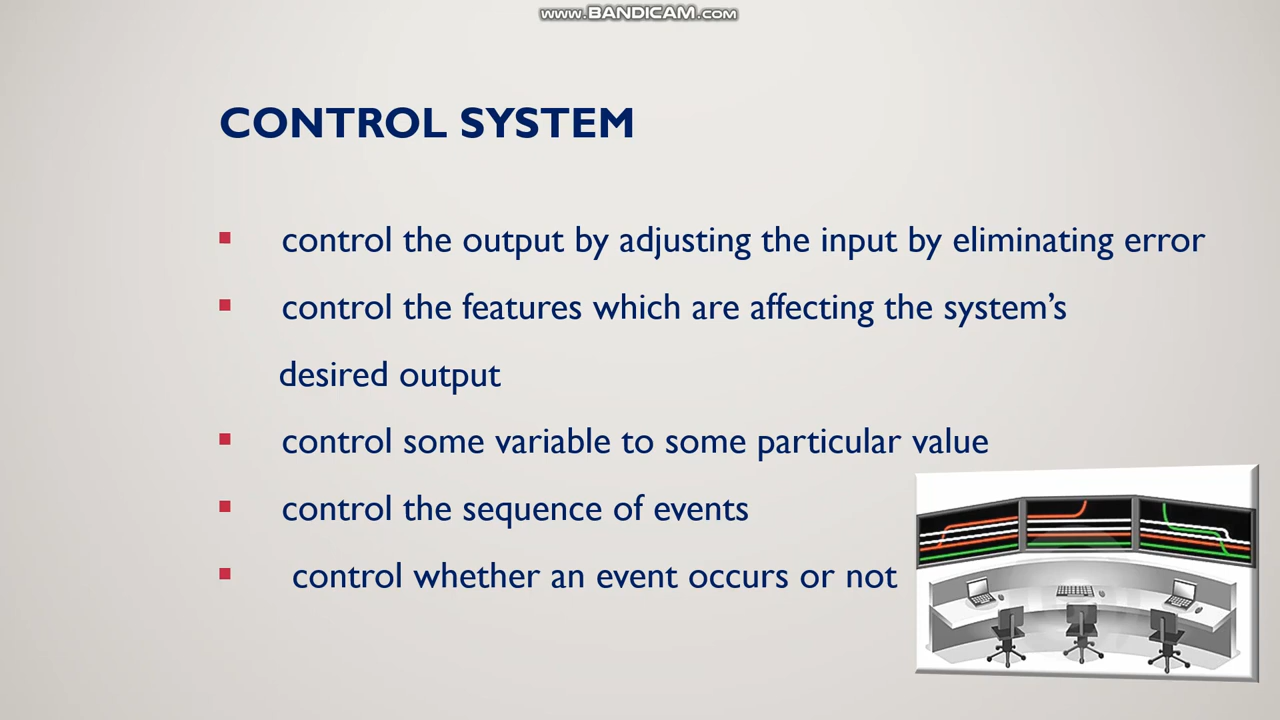 www.BANDICAM.com
CONTROL SYSTEM
control the output by adjusting the input by eliminating error
control the features which are affecting the system’s
desired output
control some variable to some particular value
control the sequence of events
control whether an event occurs or not